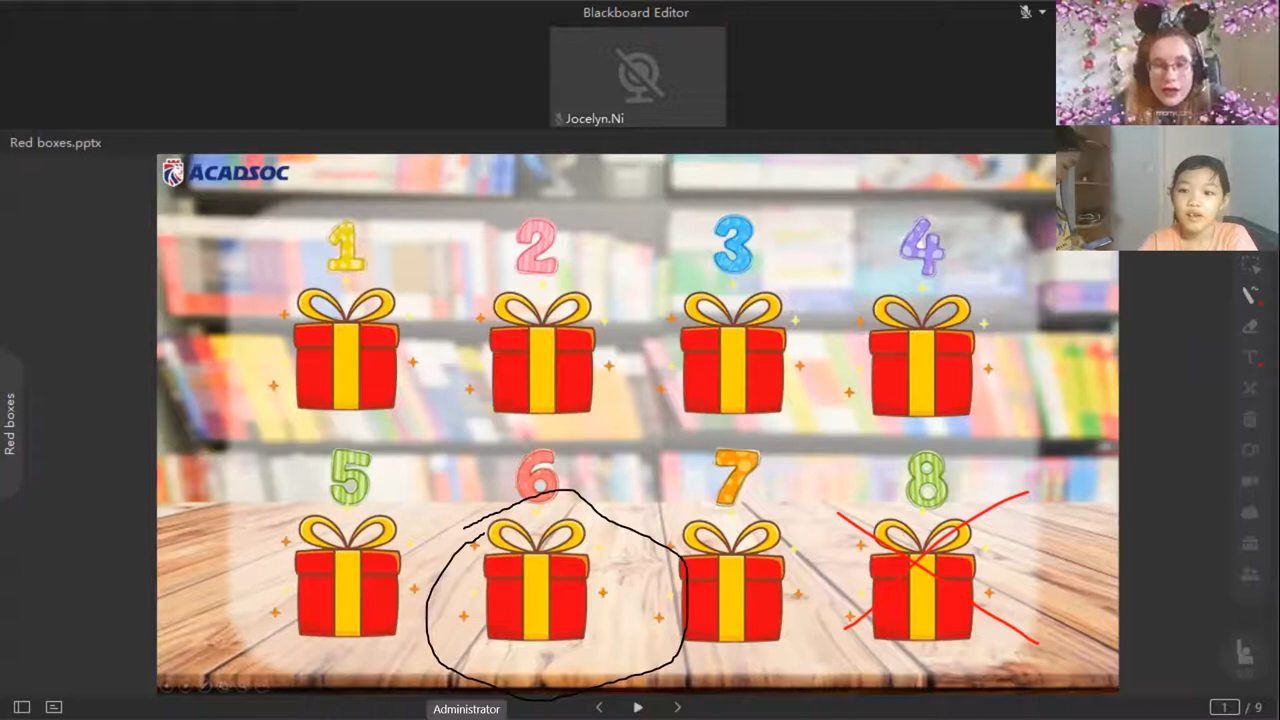 Blackboard Editor
Jocelyn.Ni
Red boxes.pptx
ACADSOC
1 2 3 4
5 6 7 8
Red boxes
Administrator
1 / 9